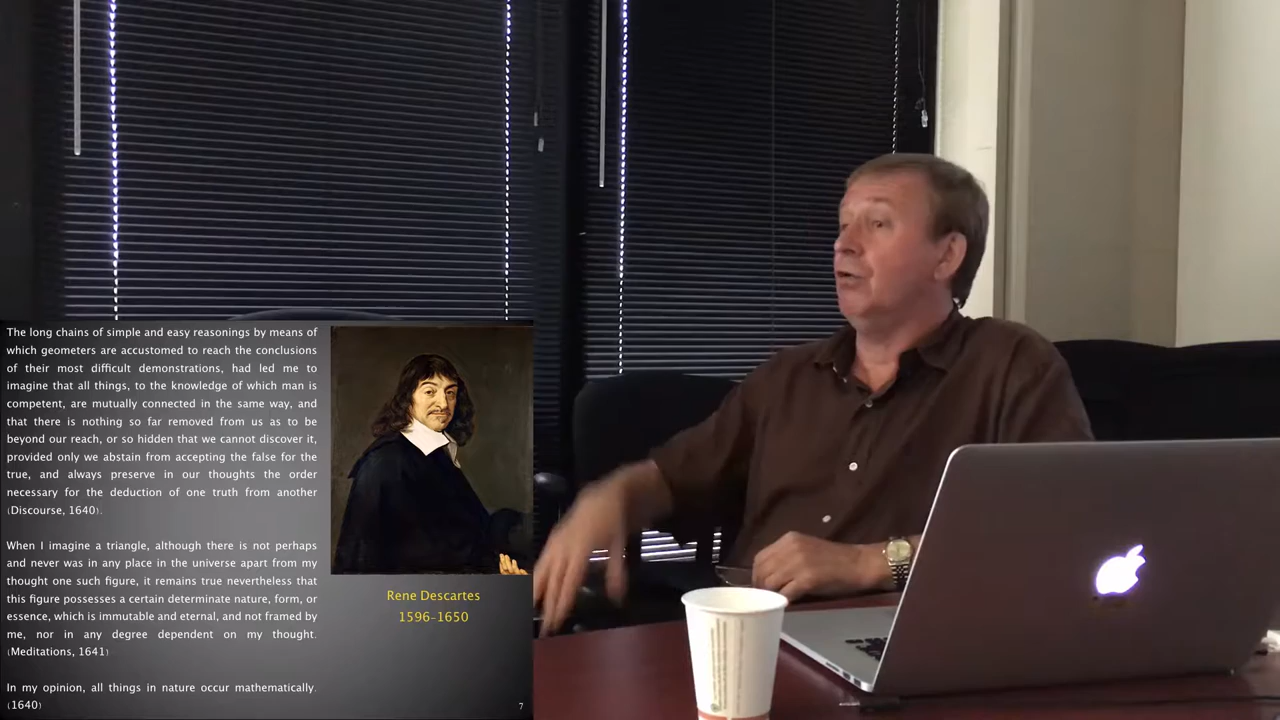 The long chains of simple and easy reasonings by means of
which geometers are accustomed to reach the conclusions
of their most difficult demonstrations, had led me to
imagine that all things, to the knowledge of which man is
competent, are mutually connected in the same way, and
that there is nothing so far removed from us as to be
beyond our reach, or so hidden that we cannot discover it,
provided only we abstain from accepting the false for the
true, and always preserve in our thoughts the order
necessary for the deduction of one truth from another
(Discourse, 1640).
When I imagine a triangle, although there is not perhaps
and never was in any place in the universe apart from my
thought one such figure, it remains true nevertheless that
this figure possesses a certain determinate nature, form, or
essence, which is immutable and eternal, and not framed by
me, nor in any degree dependent on my thought.
(Meditations, 1641)
In my opinion, all things in nature occur mathematically.
(1640)
Rene Descartes
1596-1650
7